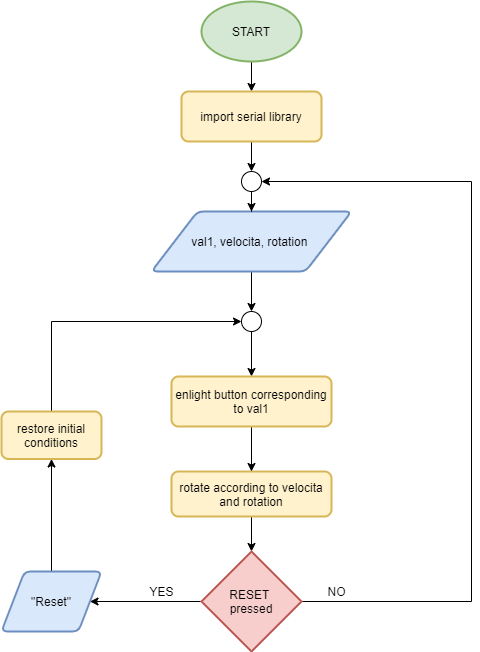 START
import serial library
val1, velocita, rotation
enlight button corresponding
to val1
restore initial
conditions
rotate according to velocita
and rotation
YES
NO
"Reset"
RESET
pressed